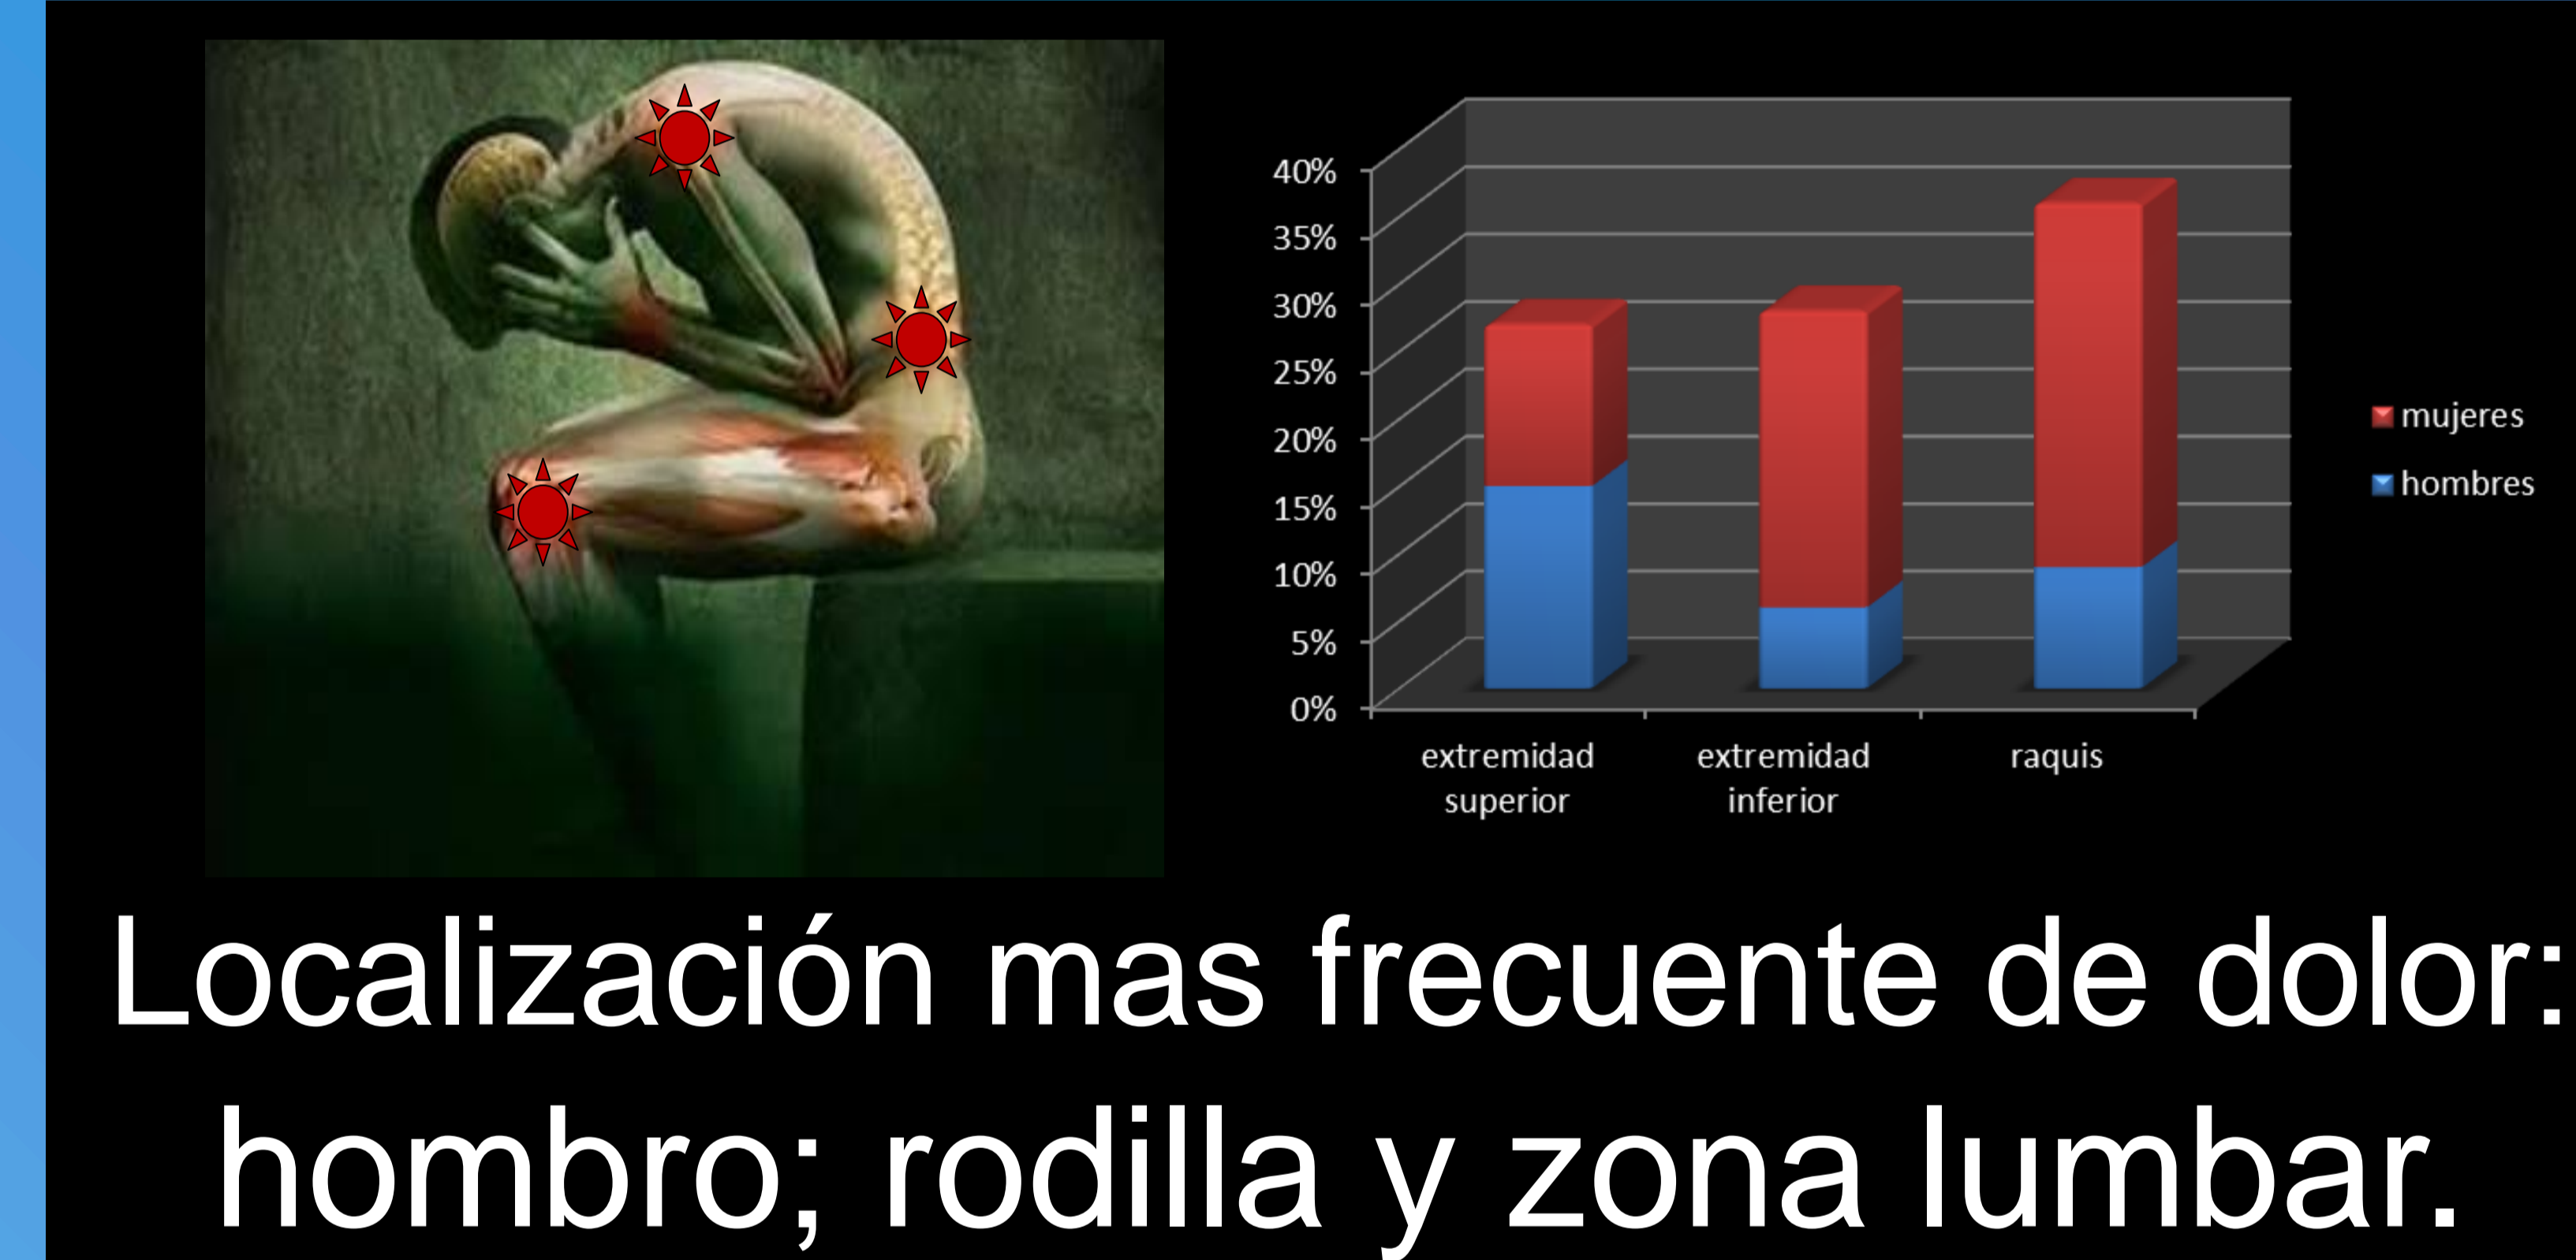 40%
35%
30%
25%
20%
15%
10%
5%
0%
extremidad
superior
extremidad
inferior
raquis
mujeres
hombres
Localización mas frecuente de dolor:
hombro; rodilla y zona lumbar.